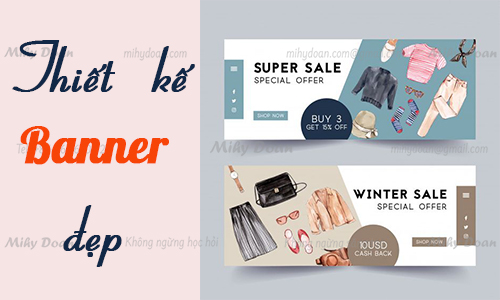 Thiết kế
Banner
đẹp
Miky Doan
mihydoan.com@
SUPER SALE
SPECIAL OFFER
SHOP NOW
BUY 3
GET 15% OFF
WINTER SALE
SPECIAL OFFER
10USD
CASH BACK
SHOP NOW
Không ngừng học hỏi